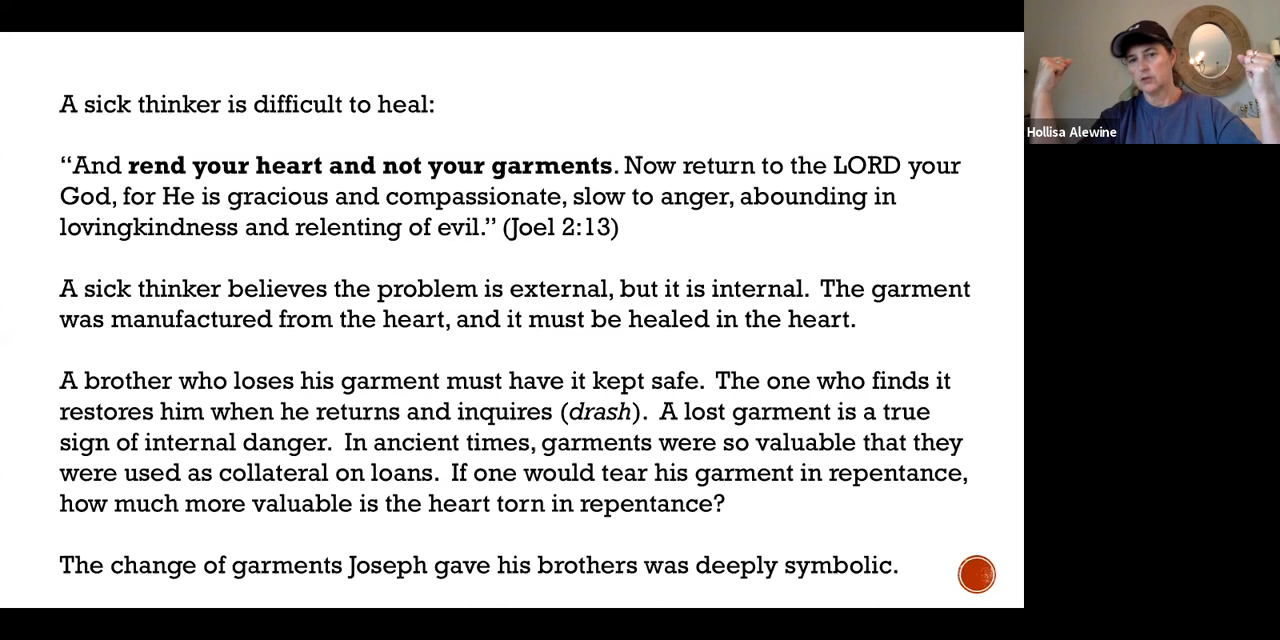 A sick thinker is difficult to heal:
“And rend your heart and not your garments. Now return to the LORD your
God, for He is gracious and compassionate, slow to anger, abounding in
lovingkindness and relenting of evil.” (Joel 2:13)
A sick thinker believes the problem is external, but it is internal.  The garment
was manufactured from the heart, and it must be healed in the heart.
A brother who loses his garment must have it kept safe.  The one who finds it
restores him when he returns and inquires (drash).  A lost garment is a true
sign of internal danger.  In ancient times, garments were so valuable that they
were used as collateral on loans.  If one would tear his garment in repentance,
how much more valuable is the heart torn in repentance?
The change of garments Joseph gave his brothers was deeply symbolic.
Hollisa Alewine